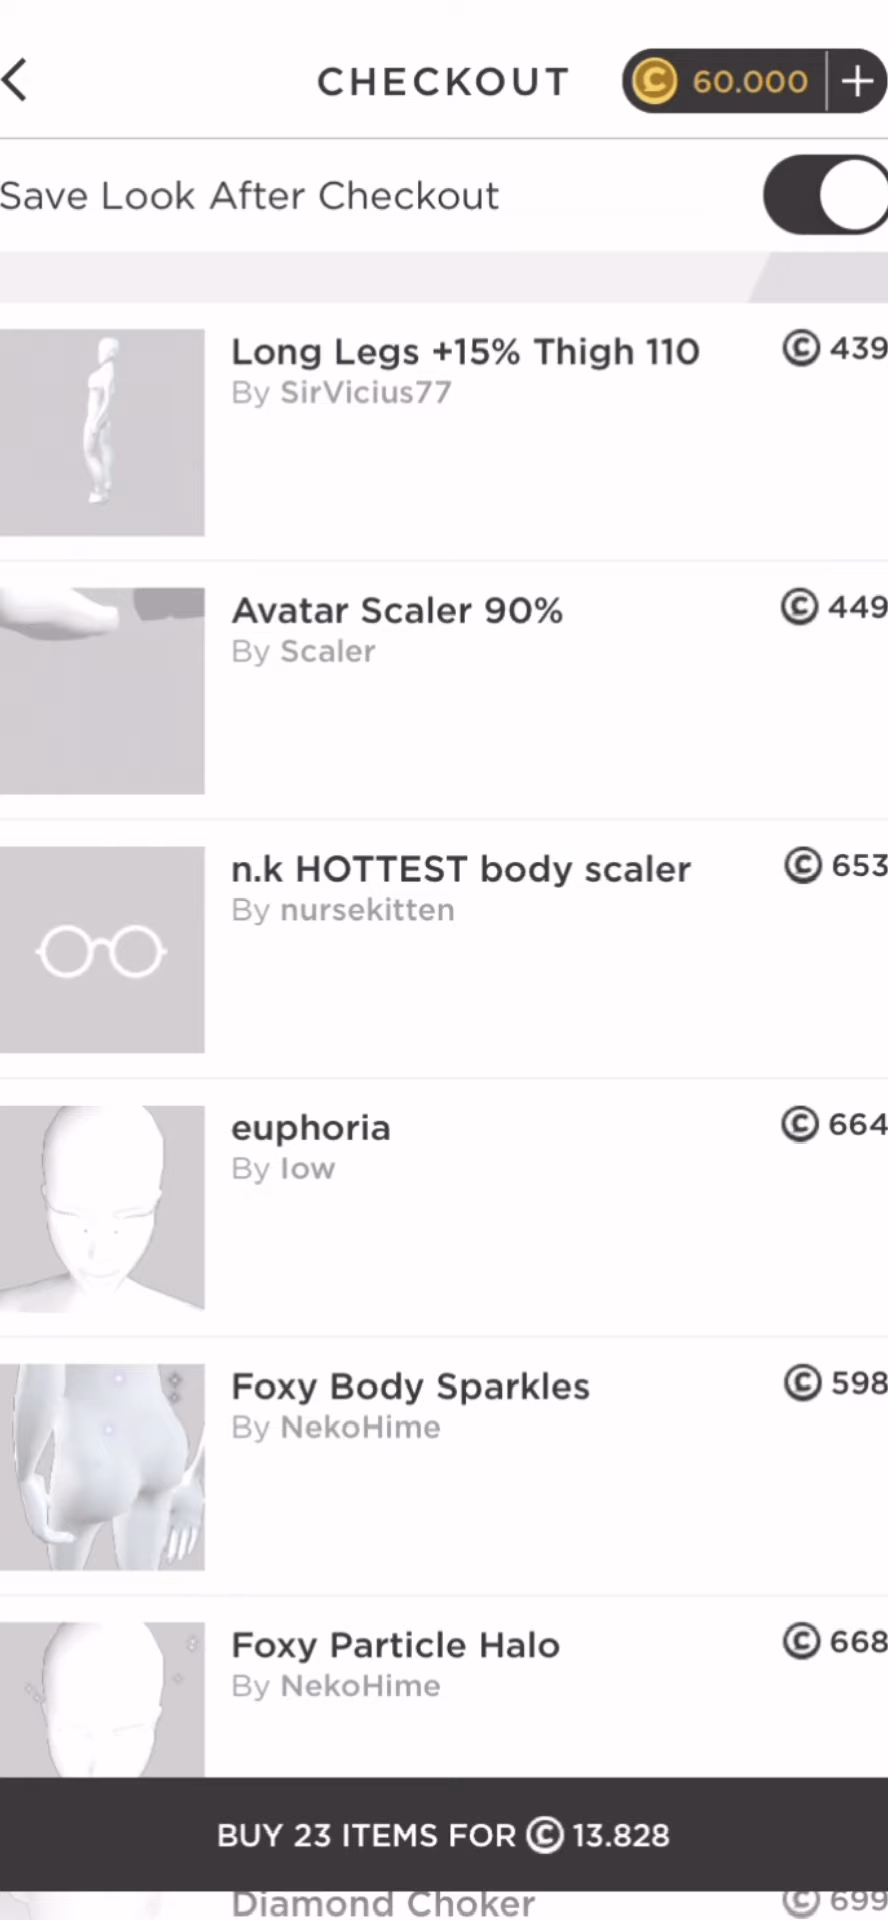 CHECKOUT
60.000
Save Look After Checkout
Long Legs +15% Thigh 110
439
By SirVicius77
Avatar Scaler 90%
449
By Scaler
n.k HOTTEST body scaler
653
By nursekitten
euphoria
664
By low
Foxy Body Sparkles
598
By NekoHime
Foxy Particle Halo
668
By NekoHime
BUY 23 ITEMS FOR © 13.828
Diamond Choker
699